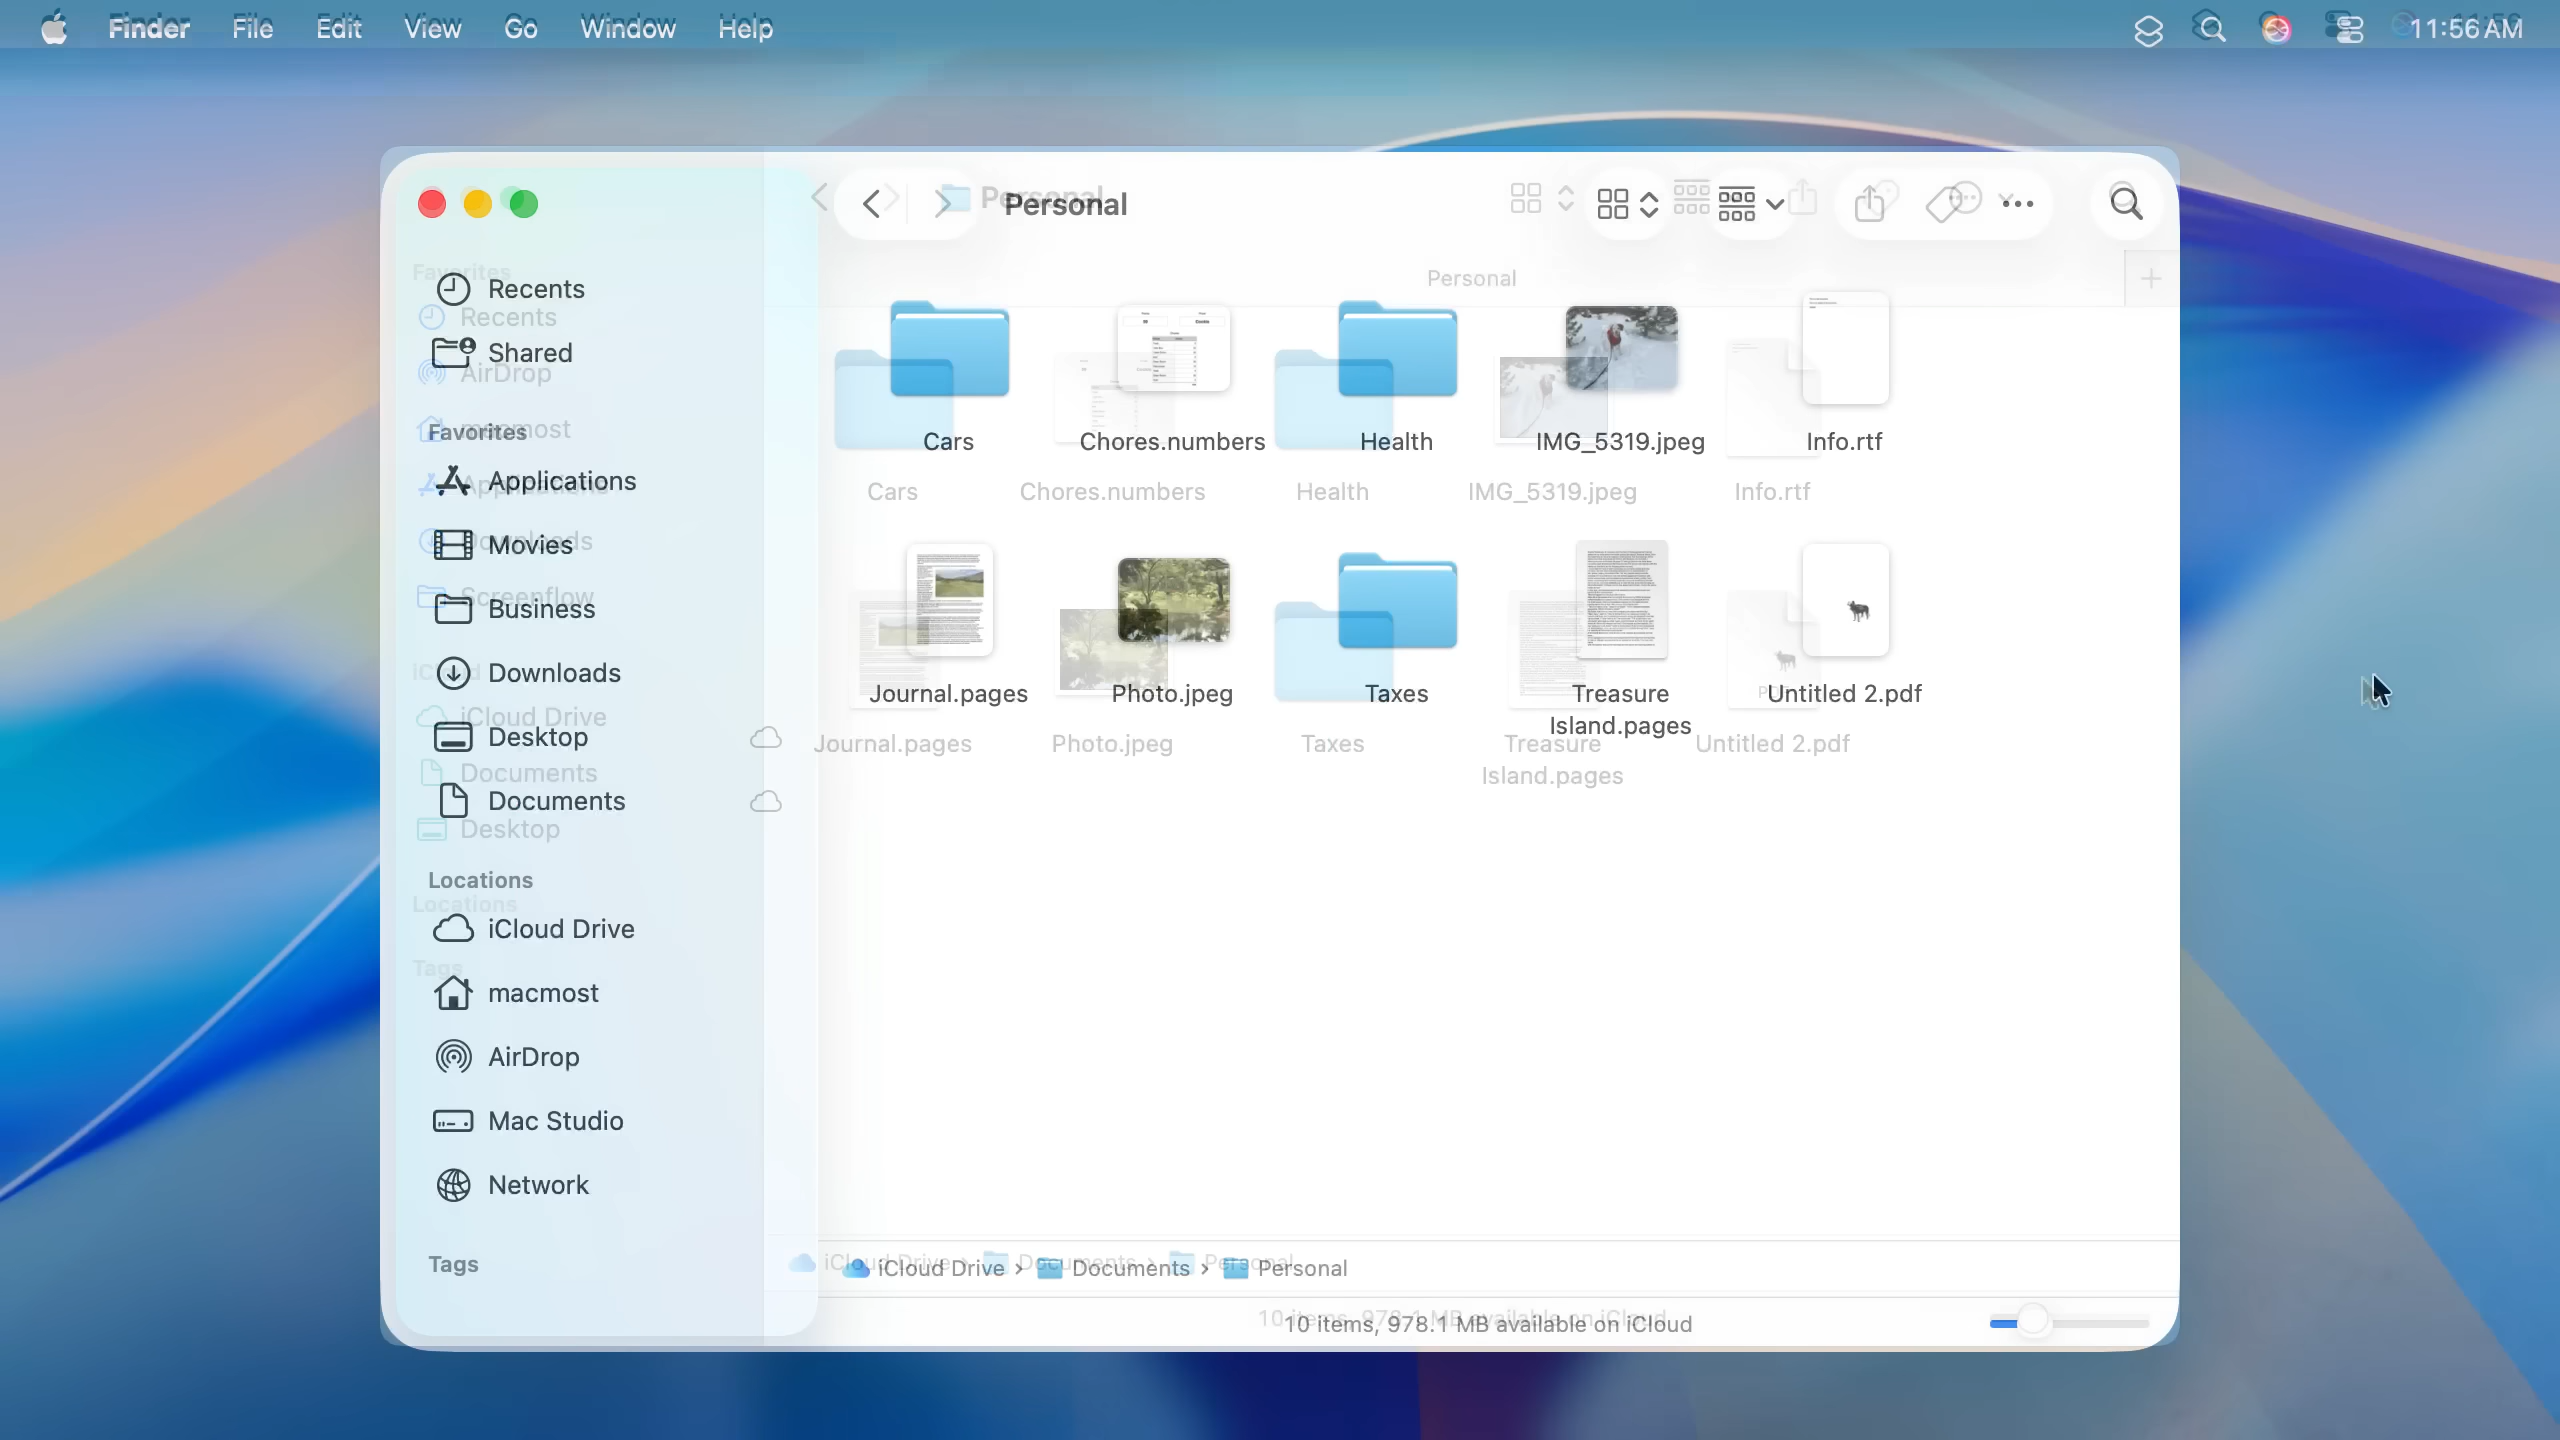 Finder File Edit View Go Window Help 11:56 AM
Personal
Personal
Personal
Favorites
Recents
Recents
Shared
AirDrop
macmost
Favorites
Applications
Applications
Downloads
Movies
Screenflow
Business
iCloud
Downloads
iCloud Drive
Desktop
Documents
Documents
Desktop
Locations
Locations
iCloud Drive
Tags
macmost
AirDrop
Mac Studio
Network
Tags
Cars Chores.numbers Health IMG_5319.jpeg Info.rtf
Cars Chores.numbers Health IMG_5319.jpeg Info.rtf
Journal.pages Photo.jpeg Taxes Treasure Island.pages Untitled 2.pdf
Journal.pages Photo.jpeg Taxes Treasure Island.pages Untitled 2.pdf
iCloud Drive › Documents › Personal
iCloud Drive › Documents › Personal
10 items, 978.1 MB available on iCloud
10 items, 978.1 MB available on iCloud